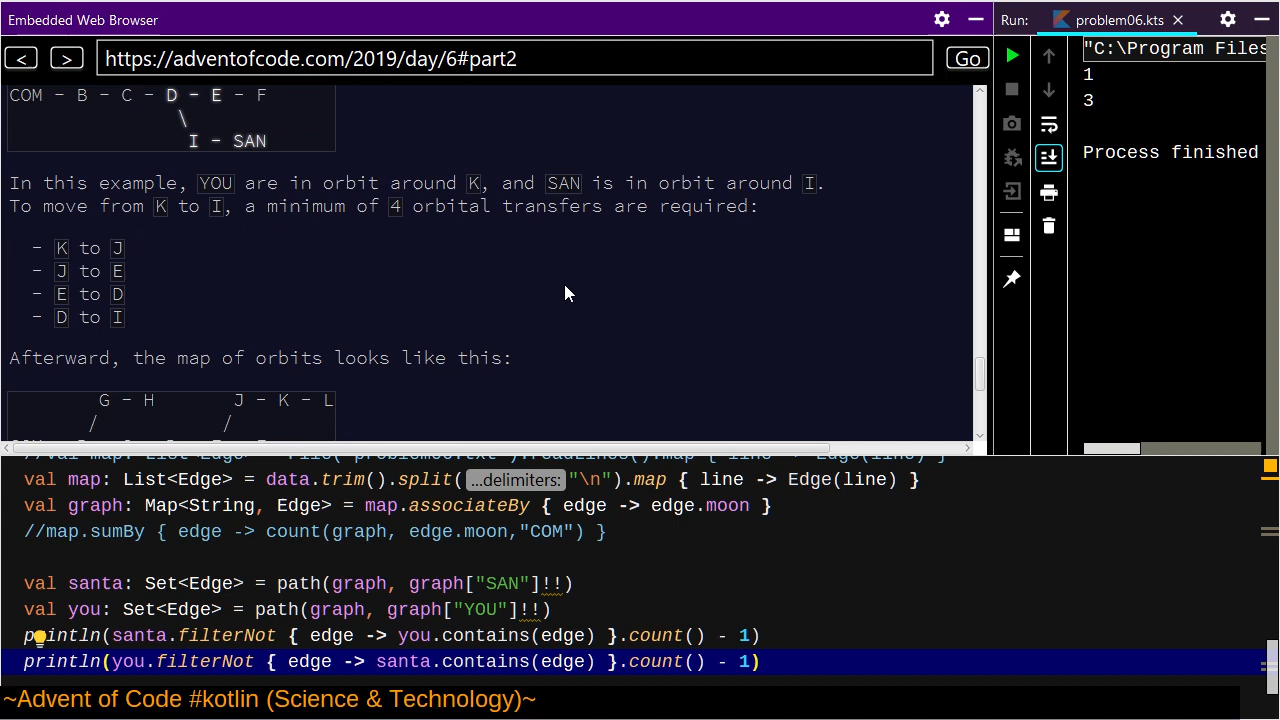 Embedded Web Browser
Run: problem06.kts
< > https://adventofcode.com/2019/day/6#part2 Go
"C:\Program Files
1
3
Process finished
COM - B - C - D - E - F
\
I - SAN
In this example, YOU are in orbit around K, and SAN is in orbit around I.
To move from K to I, a minimum of 4 orbital transfers are required:
- K to J
- J to E
- E to D
- D to I
Afterward, the map of orbits looks like this:
G - H J - K - L
/ /
val map: List<Edge> = data.trim().split(...delimiters: "\n").map { line -> Edge(line) }
val graph: Map<String, Edge> = map.associateBy { edge -> edge.moon }
//map.sumBy { edge -> count(graph, edge.moon,"COM") }
val santa: Set<Edge> = path(graph, graph["SAN"]!!)
val you: Set<Edge> = path(graph, graph["YOU"]!!)
println(santa.filterNot { edge -> you.contains(edge) }.count() - 1)
println(you.filterNot { edge -> santa.contains(edge) }.count() - 1)
~Advent of Code #kotlin (Science & Technology)~